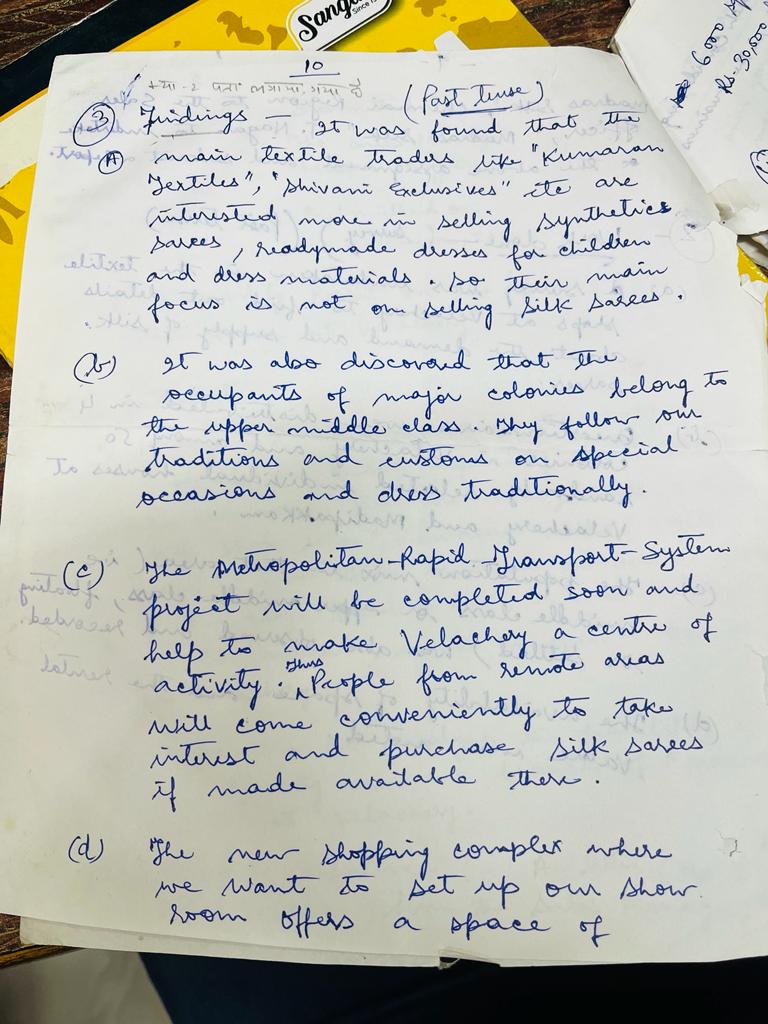 Sang
Since
6000
Rs. 30,000
10
क्या-2 पता लगाया गया है
(Past tense)
③ Findings — It was found that the
Ⓐ main textile traders like "Kumaran
Textiles", "Shivani Exclusives" etc are
interested more in selling synthetics
sarees, readymade dresses for children
and dress materials. So their main
focus is not on selling silk sarees.
(b) It was also discovered that the
occupants of major colonies belong to
the upper middle class. They follow our
traditions and customs on special
occasions and dress traditionally.
(c) The Metropolitan-Rapid-Transport-System
project will be completed soon and
help to make Velachery a centre of
activity. Thus People from remote areas
will come conveniently to take
interest and purchase silk sarees
if made available there.
(d) The new shopping complex where
we want to set up our show
room offers a space of